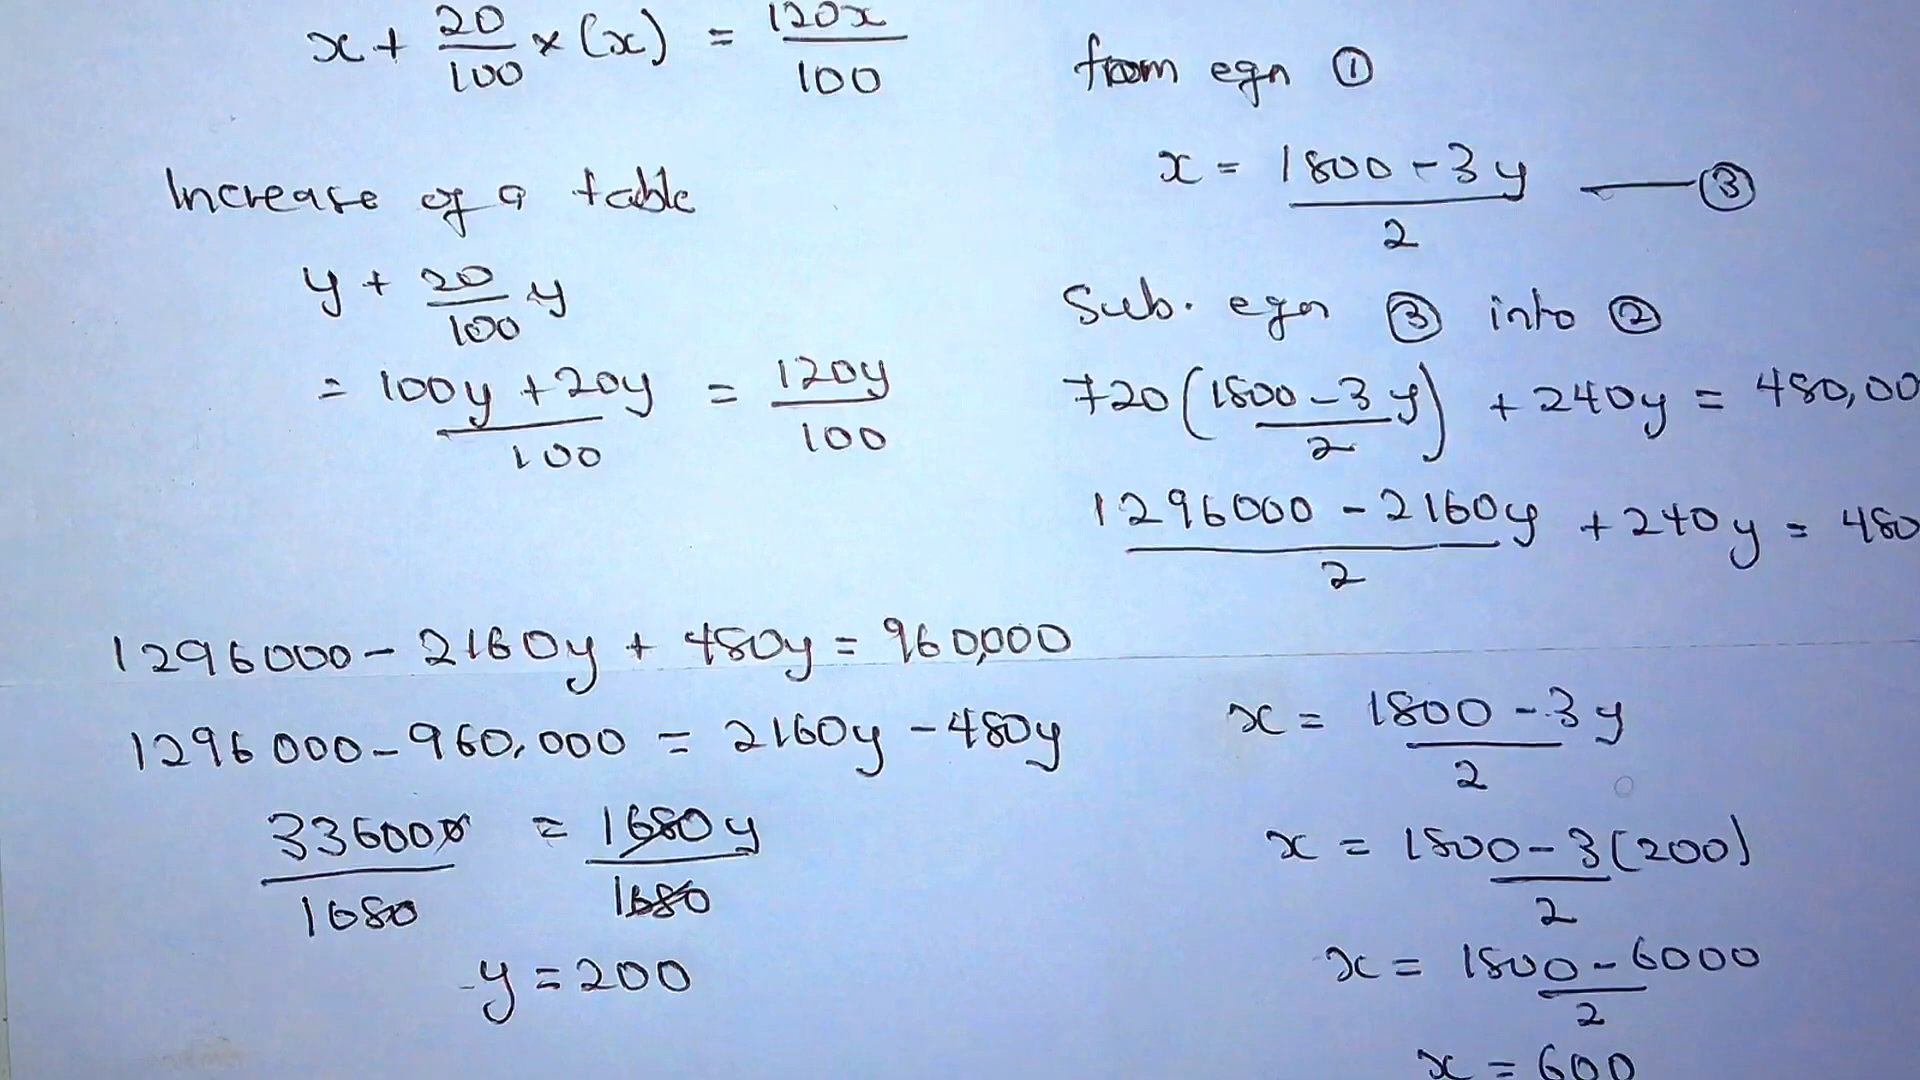 x + 20/100 × (x) = 120x/100
Increase of a table
y + 20/100 y
= 100y + 20y/100 = 120y/100
from eqn ①
x = 1800 - 3y/2 — ③
Sub. eqn ③ into ②
720(1800 - 3y/2) + 240y = 480,00
1296000 - 2160y/2 + 240y = 480
1296000 - 2160y + 480y = 960,000
1296000 - 960,000 = 2160y - 480y
336000/1680 = 1680y/1680
y = 200
x = 1800 - 3y/2
x = 1800 - 3(200)/2
x = 1800 - 6000/2
x = 600